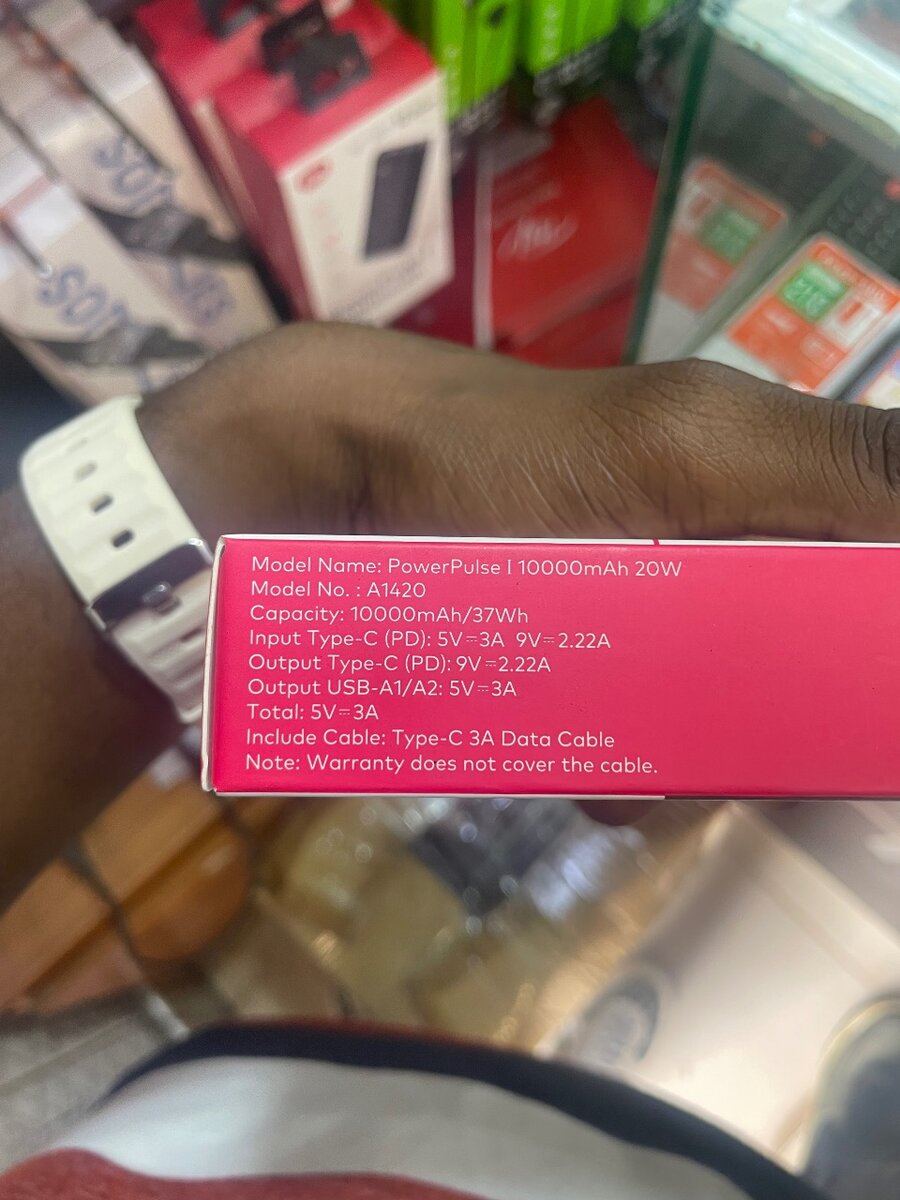 Model Name: PowerPulse | 10000mAh 20W
Model No. : A1420
Capacity: 10000mAh/37Wh
Input Type-C (PD): 5V⎓3A 9V⎓2.22A
Output Type-C (PD): 9V⎓2.22A
Output USB-A1/A2: 5V⎓3A
Total: 5V⎓3A
Include Cable: Type-C 3A Data Cable
Note: Warranty does not cover the cable.